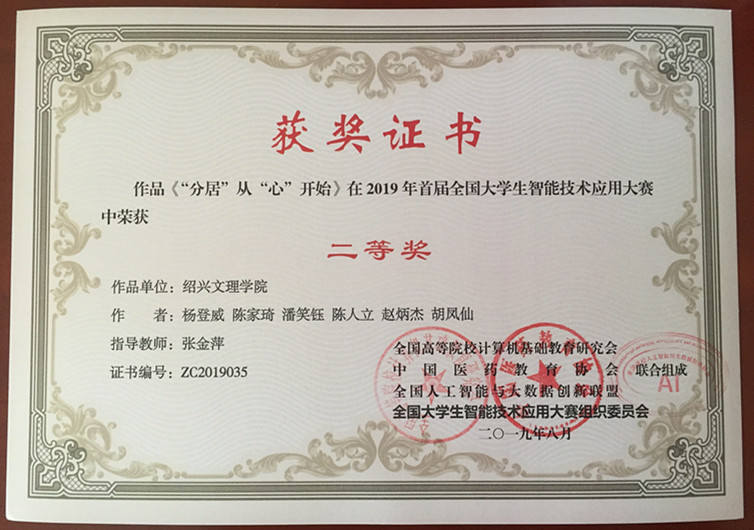 获奖证书
作品《“分居”从“心”开始》在2019年首届全国大学生智能技术应用大赛
中荣获
二等奖
作品单位：绍兴文理学院
作 者：杨登威 陈家琦 潘笑钰 陈人立 赵炳杰 胡凤仙
指导教师：张金萍
证书编号：ZC2019035
全国高等院校计算机基础教育研究会
中国医药教育协会 联合组成
全国人工智能与大数据创新联盟
全国大学生智能技术应用大赛组织委员会
二〇一九年八月
AI